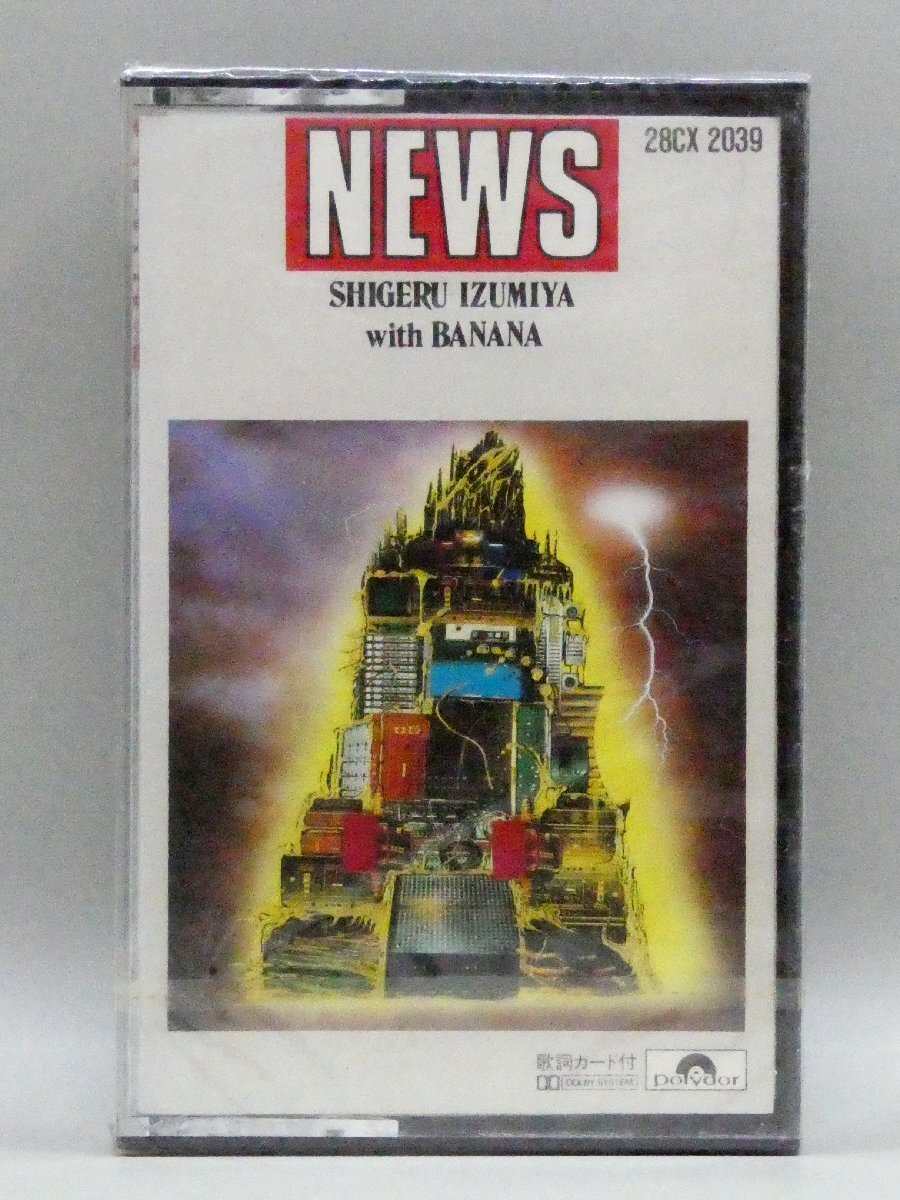 NEWS
28CX 2039
SHIGERU IZUMIYA
with BANANA
歌詞カード付
DOLBY SYSTEM
polydor